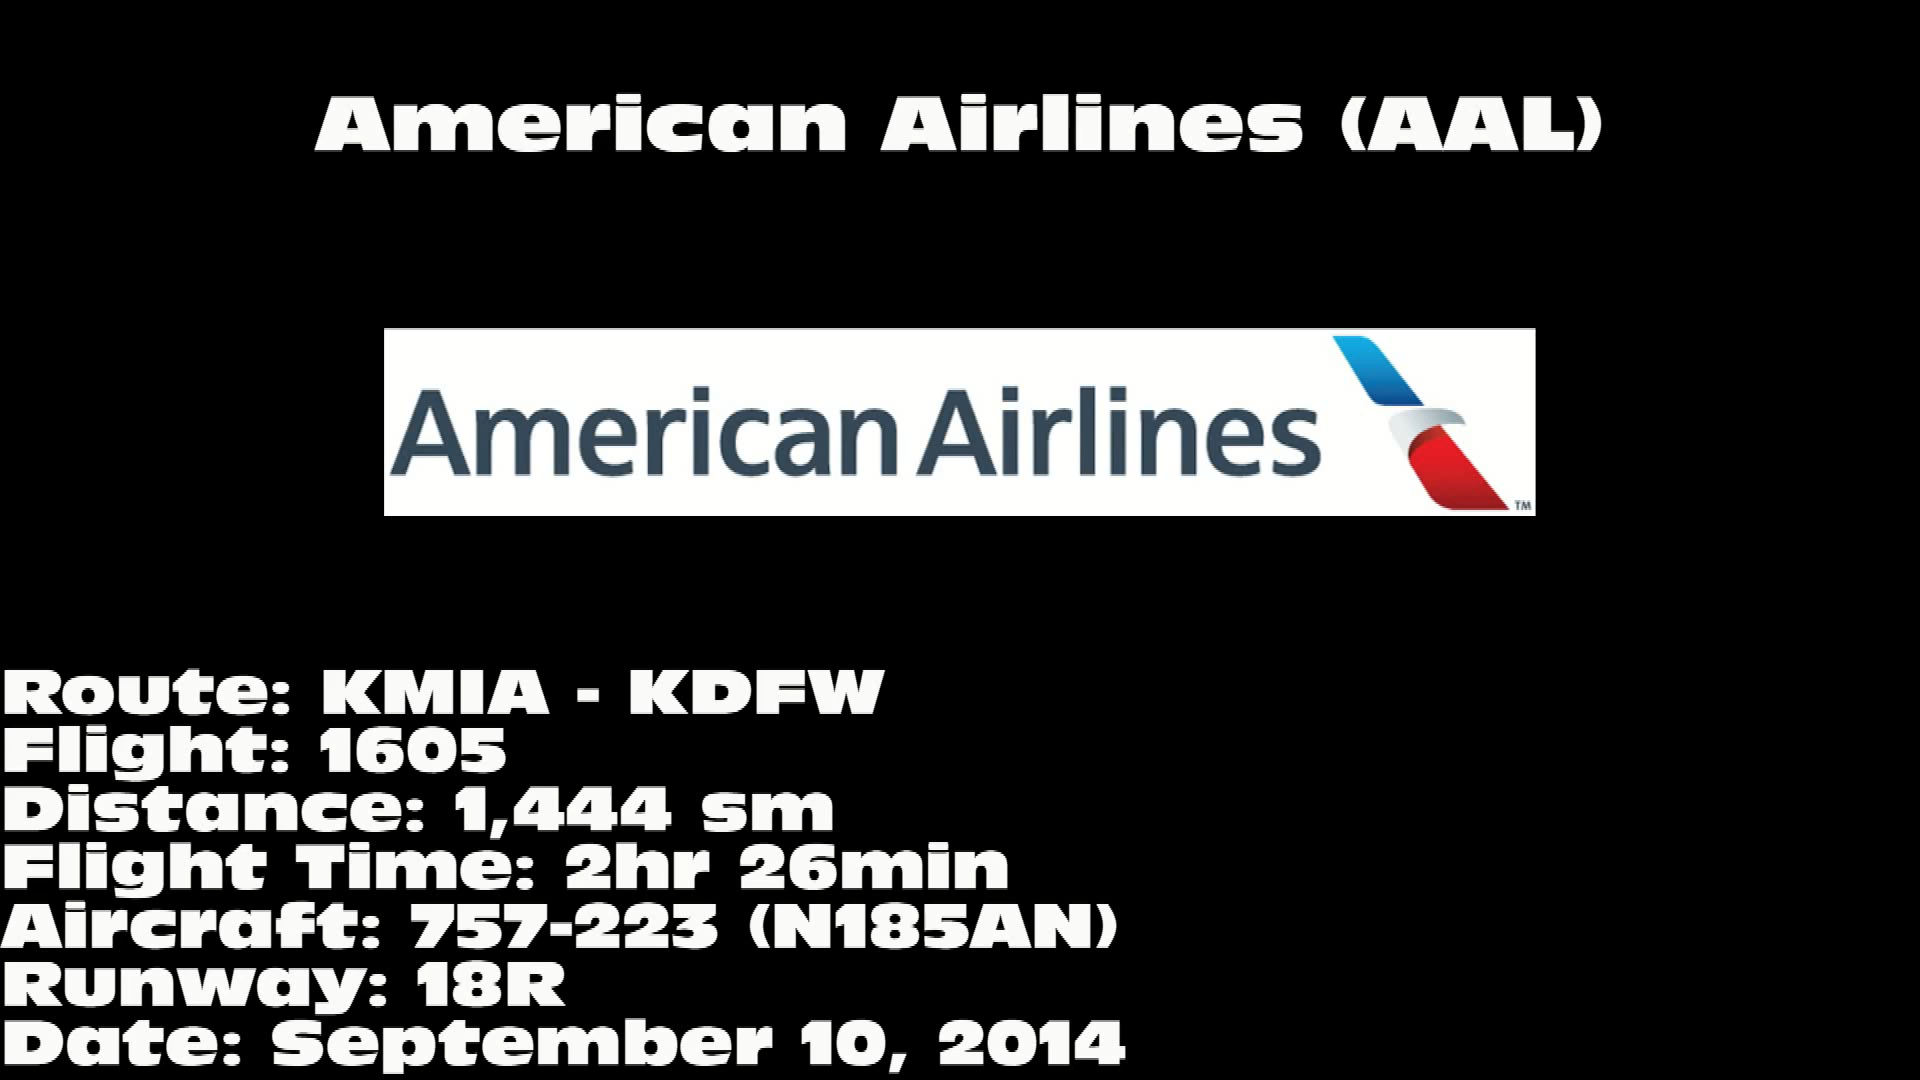 American Airlines (AAL)
American Airlines
TM
Route: KMIA - KDFW
Flight: 1605
Distance: 1,444 sm
Flight Time: 2hr 26min
Aircraft: 757-223 (N185AN)
Runway: 18R
Date: September 10, 2014